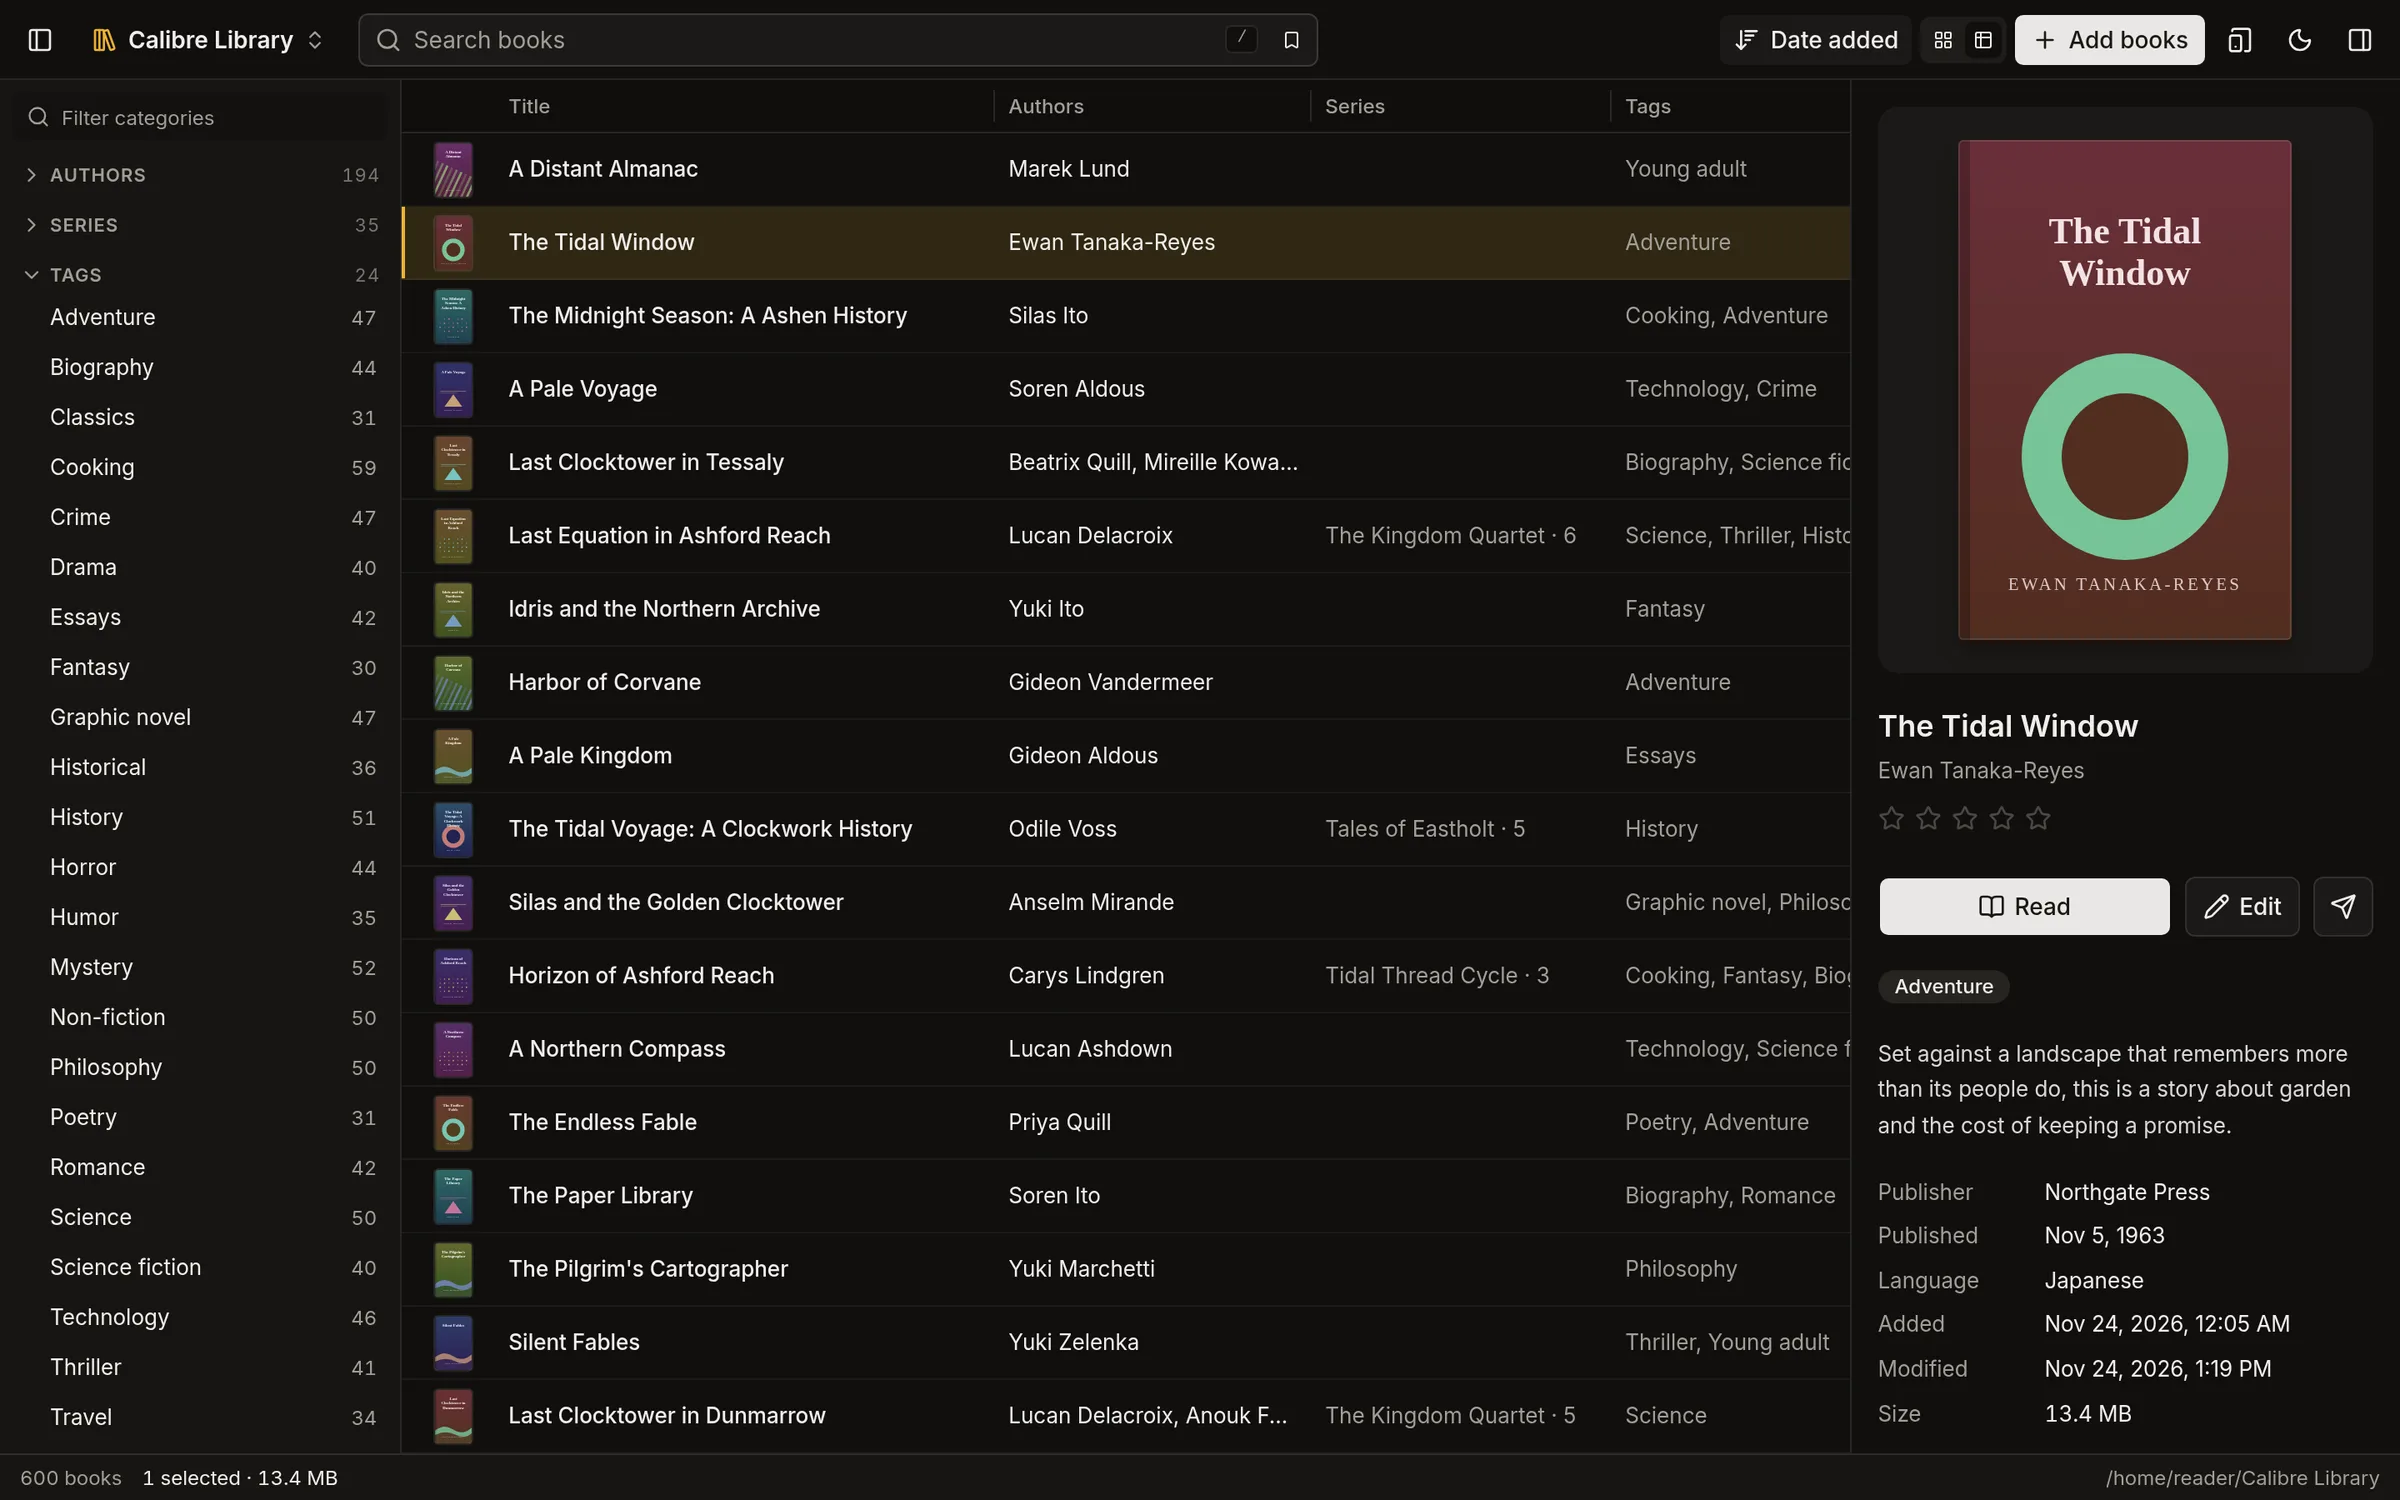 Calibre Library
Search books
/
Date added
Add books
Filter categories
AUTHORS 194
SERIES 35
TAGS 24
Adventure 47
Biography 44
Classics 31
Cooking 59
Crime 47
Drama 40
Essays 42
Fantasy 30
Graphic novel 47
Historical 36
History 51
Horror 44
Humor 35
Mystery 52
Non-fiction 50
Philosophy 50
Poetry 31
Romance 42
Science 50
Science fiction 40
Technology 46
Thriller 41
Travel 34
Title Authors Series Tags
A Distant Almanac Marek Lund Young adult
The Tidal Window Ewan Tanaka-Reyes Adventure
The Midnight Season: A Ashen History Silas Ito Cooking, Adventure
A Pale Voyage Soren Aldous Technology, Crime
Last Clocktower in Tessaly Beatrix Quill, Mireille Kowa... Biography, Science fic
Last Equation in Ashford Reach Lucan Delacroix The Kingdom Quartet · 6 Science, Thriller, Histo
Idris and the Northern Archive Yuki Ito Fantasy
Harbor of Corvane Gideon Vandermeer Adventure
A Pale Kingdom Gideon Aldous Essays
The Tidal Voyage: A Clockwork History Odile Voss Tales of Eastholt · 5 History
Silas and the Golden Clocktower Anselm Mirande Graphic novel, Philosc
Horizon of Ashford Reach Carys Lindgren Tidal Thread Cycle · 3 Cooking, Fantasy, Biog
A Northern Compass Lucan Ashdown Technology, Science f
The Endless Fable Priya Quill Poetry, Adventure
The Paper Library Soren Ito Biography, Romance
The Pilgrim's Cartographer Yuki Marchetti Philosophy
Silent Fables Yuki Zelenka Thriller, Young adult
Last Clocktower in Dunmarrow Lucan Delacroix, Anouk F... The Kingdom Quartet · 5 Science
The Tidal
Window
EWAN TANAKA-REYES
The Tidal Window
Ewan Tanaka-Reyes
Read
Edit
Adventure
Set against a landscape that remembers more
than its people do, this is a story about garden
and the cost of keeping a promise.
Publisher Northgate Press
Published Nov 5, 1963
Language Japanese
Added Nov 24, 2026, 12:05 AM
Modified Nov 24, 2026, 1:19 PM
Size 13.4 MB
600 books 1 selected · 13.4 MB
/home/reader/Calibre Library